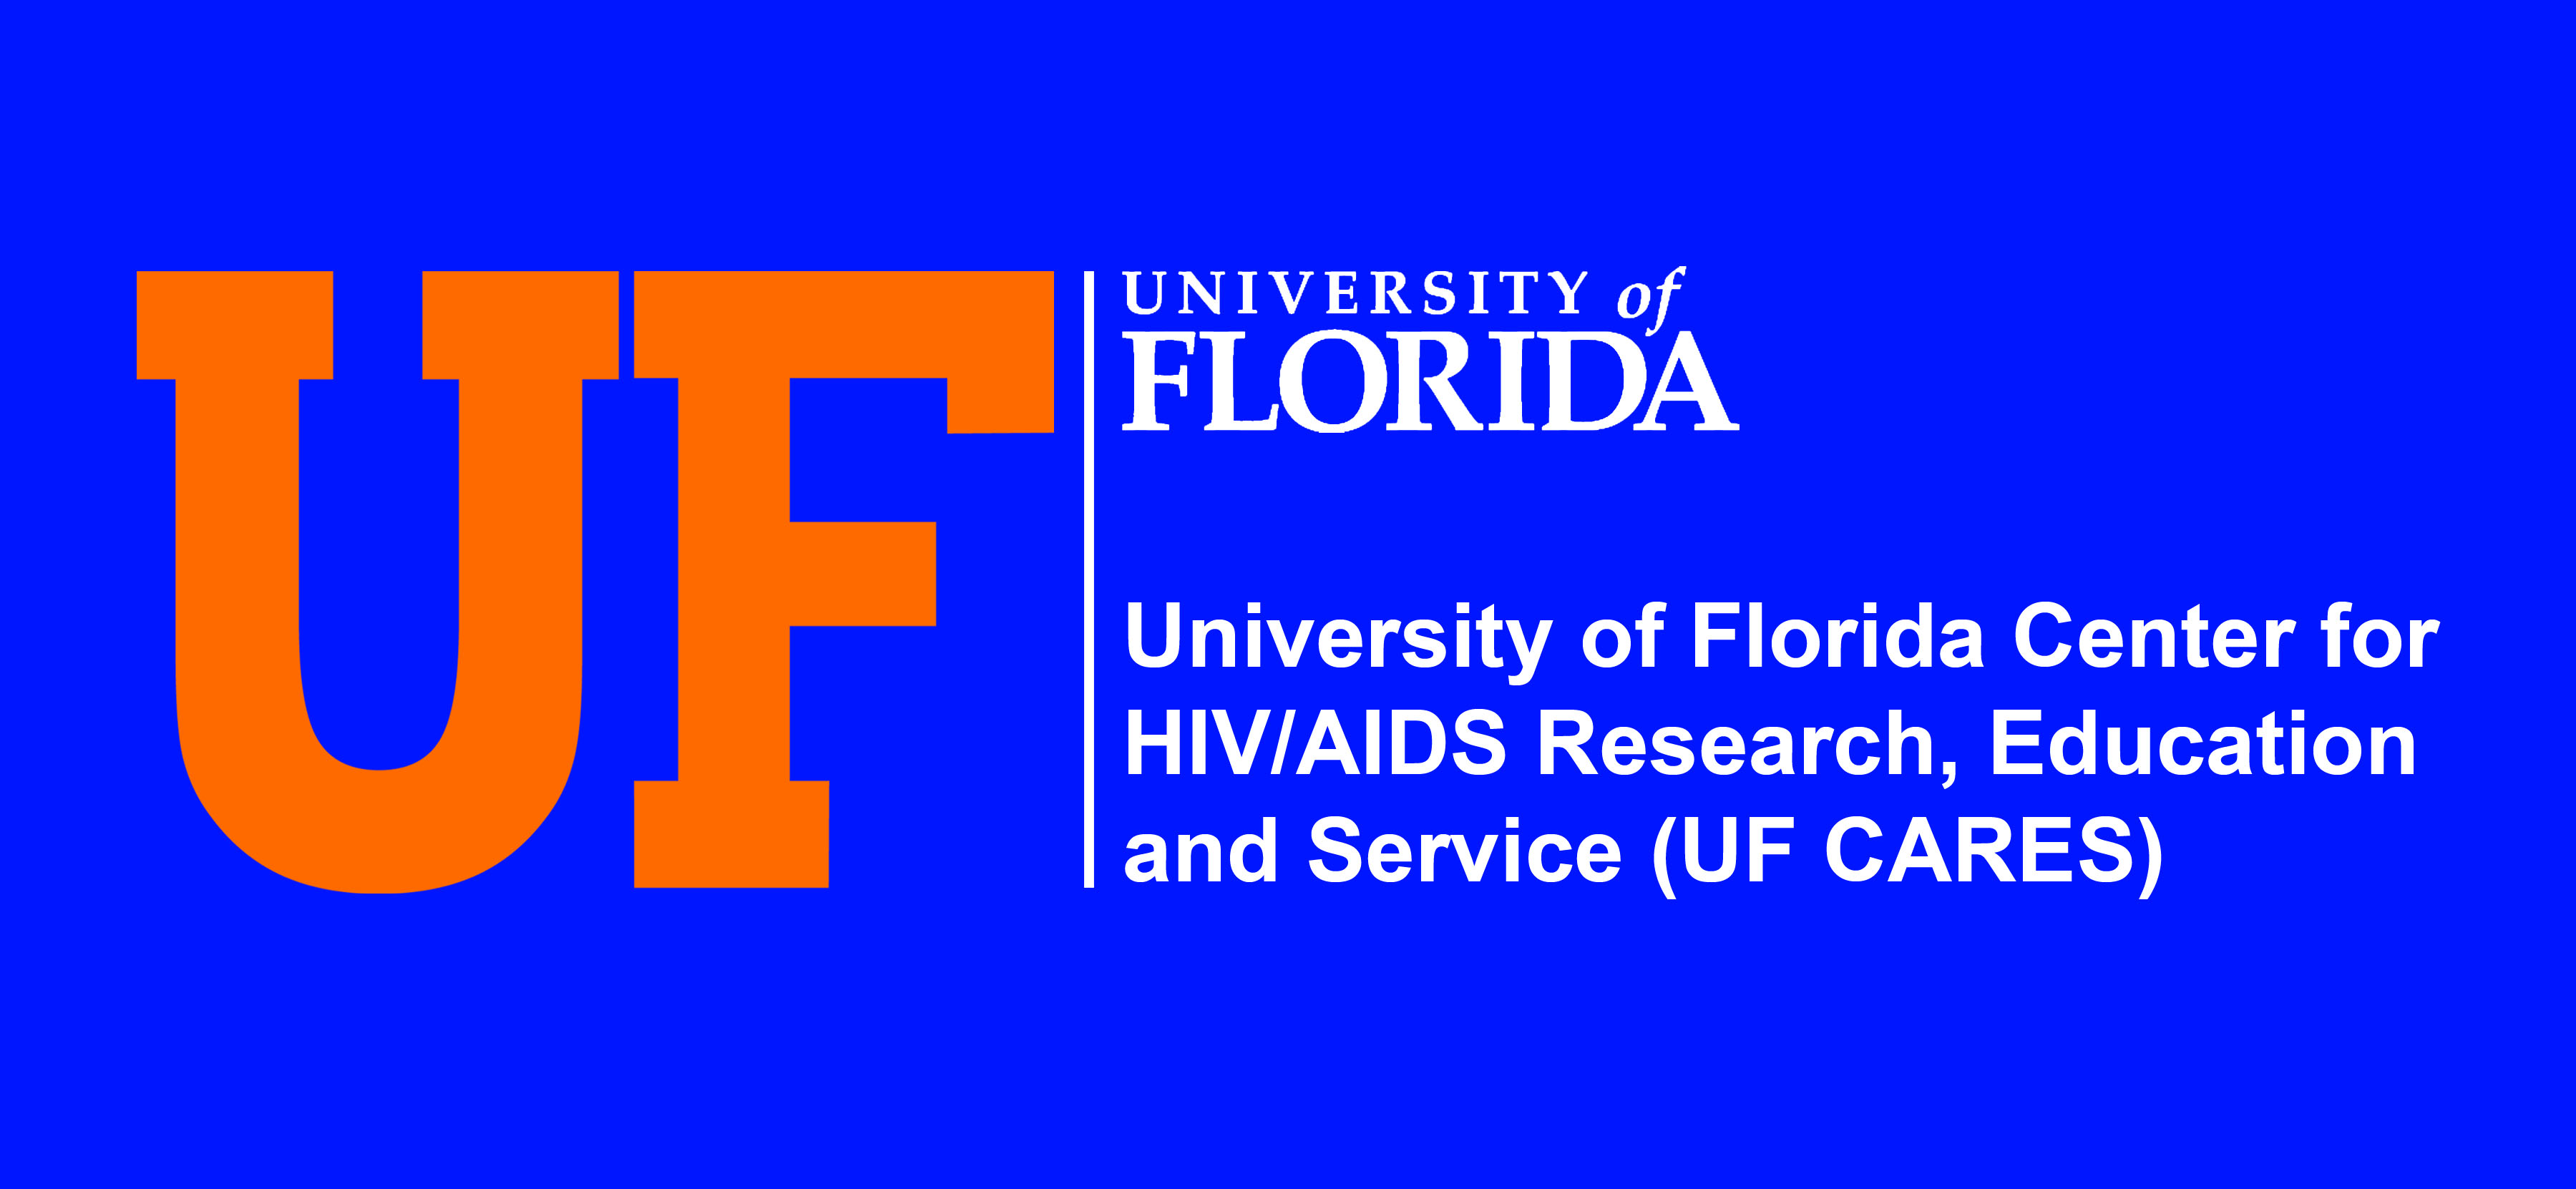 UF
UNIVERSITY of
FLORIDA
University of Florida Center for
HIV/AIDS Research, Education
and Service (UF CARES)